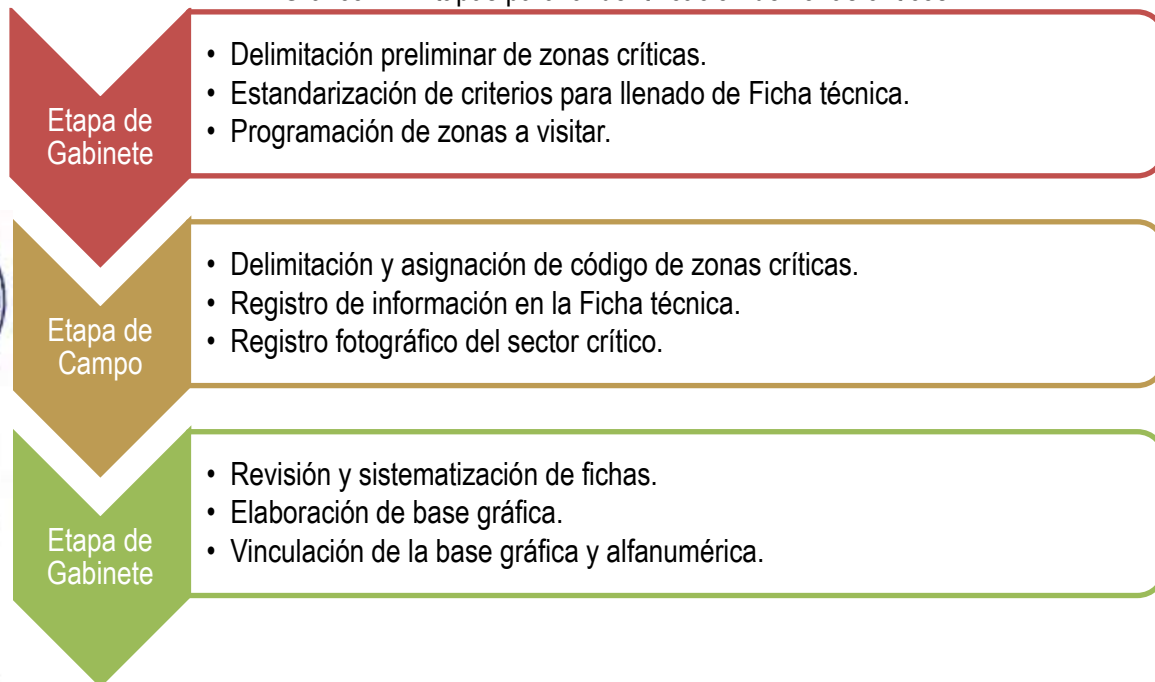 Etapa de
Gabinete
• Delimitación preliminar de zonas críticas.
• Estandarización de criterios para llenado de Ficha técnica.
• Programación de zonas a visitar.
Etapa de
Campo
• Delimitación y asignación de código de zonas críticas.
• Registro de información en la Ficha técnica.
• Registro fotográfico del sector crítico.
Etapa de
Gabinete
• Revisión y sistematización de fichas.
• Elaboración de base gráfica.
• Vinculación de la base gráfica y alfanumérica.